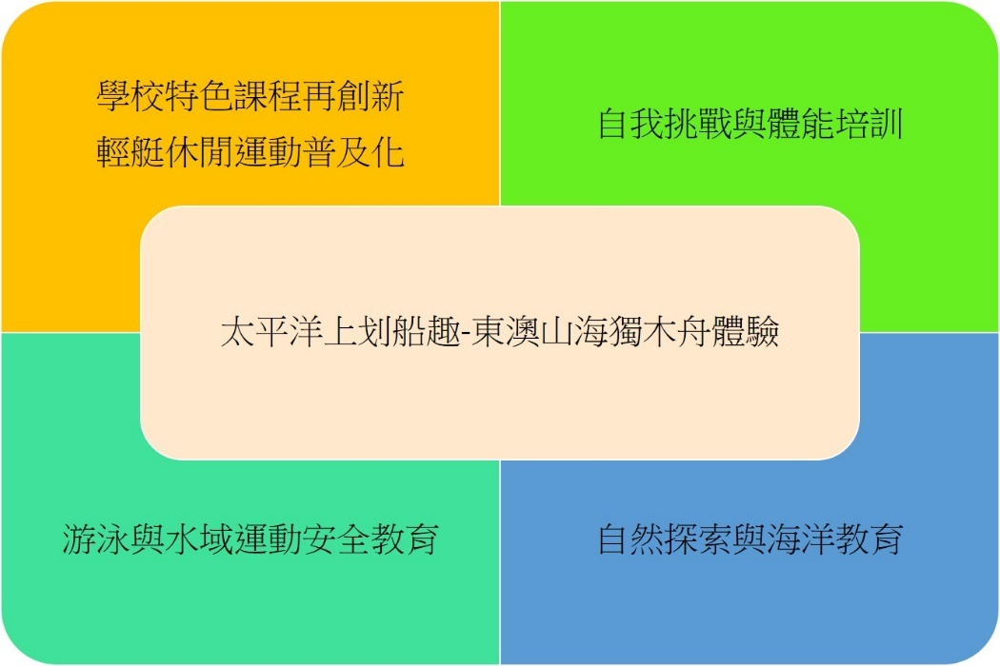 學校特色課程再創新
輕艇休閒運動普及化
自我挑戰與體能培訓
太平洋上划船趣-東澳山海獨木舟體驗
游泳與水域運動安全教育
自然探索與海洋教育